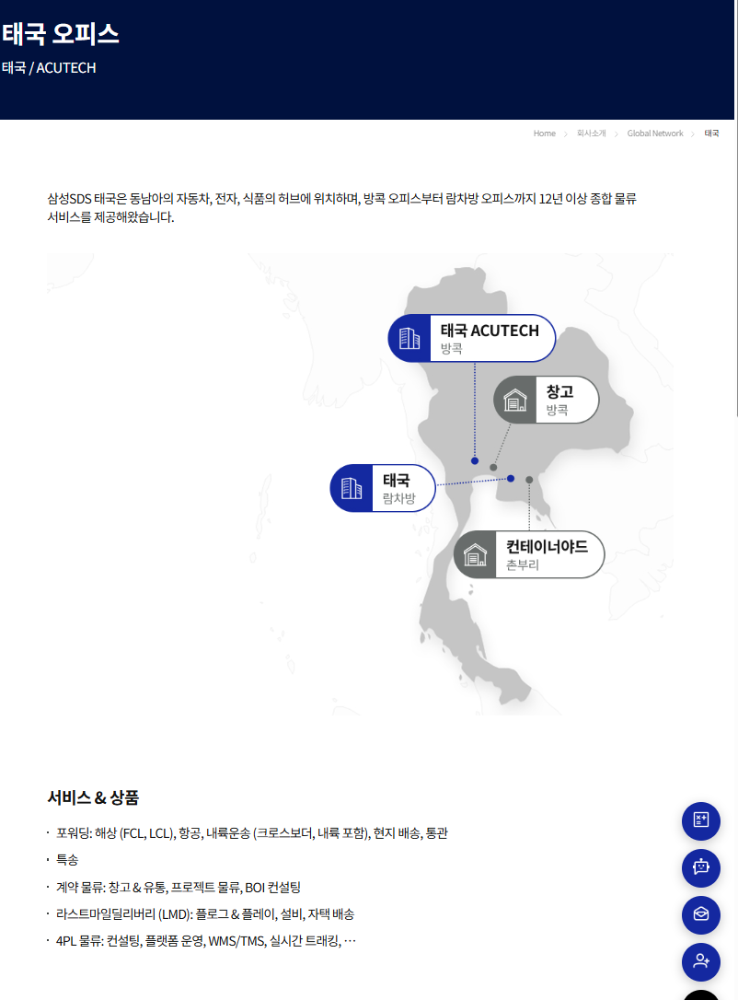 태국 오피스
태국 / ACUTECH
Home > 회사소개 > Global Network > 태국
삼성SDS 태국은 동남아의 자동차, 전자, 식품의 허브에 위치하며, 방콕 오피스부터 람차방 오피스까지 12년 이상 종합 물류
서비스를 제공해왔습니다.
태국 ACUTECH
방콕
창고
방콕
태국
람차방
컨테이너야드
촌부리
서비스 & 상품
· 포워딩: 해상 (FCL, LCL), 항공, 내륙운송 (크로스보더, 내륙 포함), 현지 배송, 통관
· 특송
· 계약 물류: 창고 & 유통, 프로젝트 물류, BOI 컨설팅
· 라스트마일딜리버리 (LMD): 플로그 & 플레이, 설비, 자택 배송
· 4PL 물류: 컨설팅, 플랫폼 운영, WMS/TMS, 실시간 트래킹, …